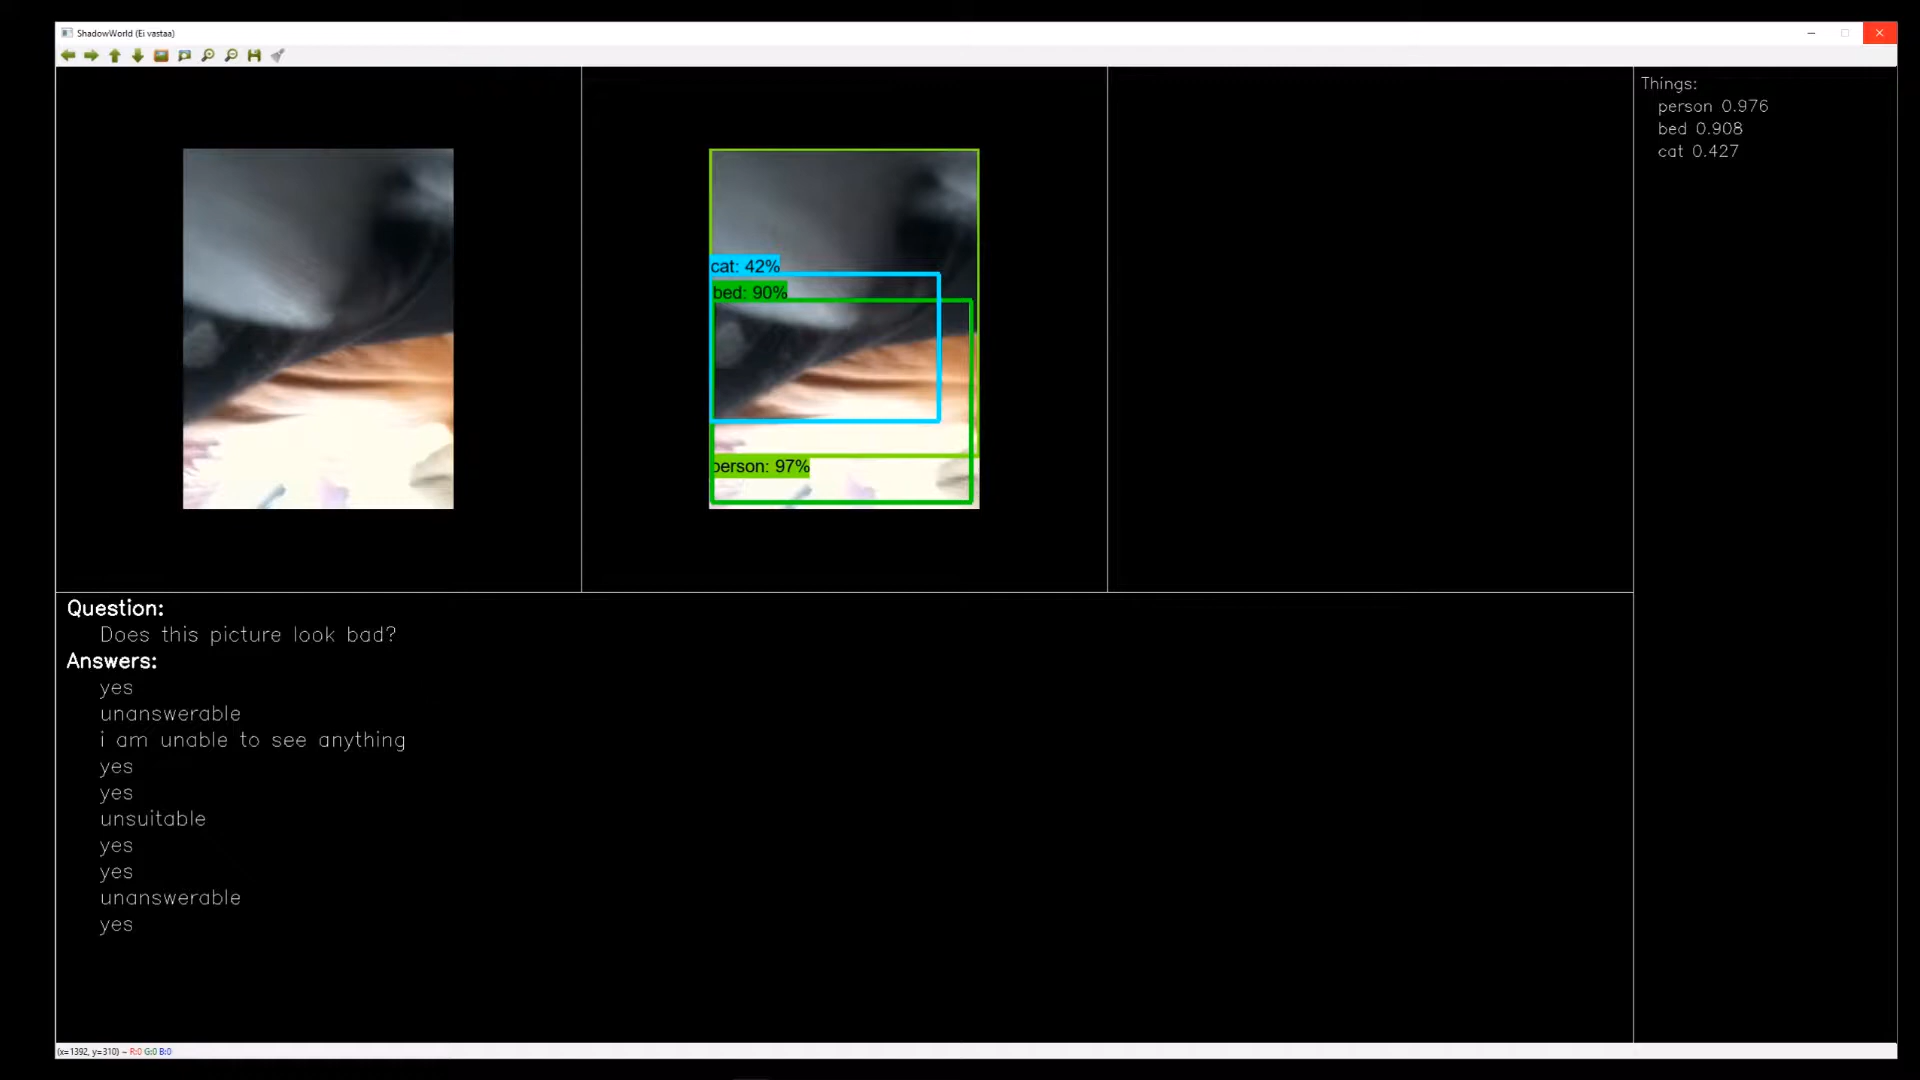 ShadowWorld (Ei vastaa)
cat: 42%
bed: 90%
person: 97%
Things:
person 0.976
bed 0.908
cat 0.427
Question:
Does this picture look bad?
Answers:
yes
unanswerable
i am unable to see anything
yes
yes
unsuitable
yes
yes
unanswerable
yes
(x=1392, y=310) ~ R:0 G:0 B:0